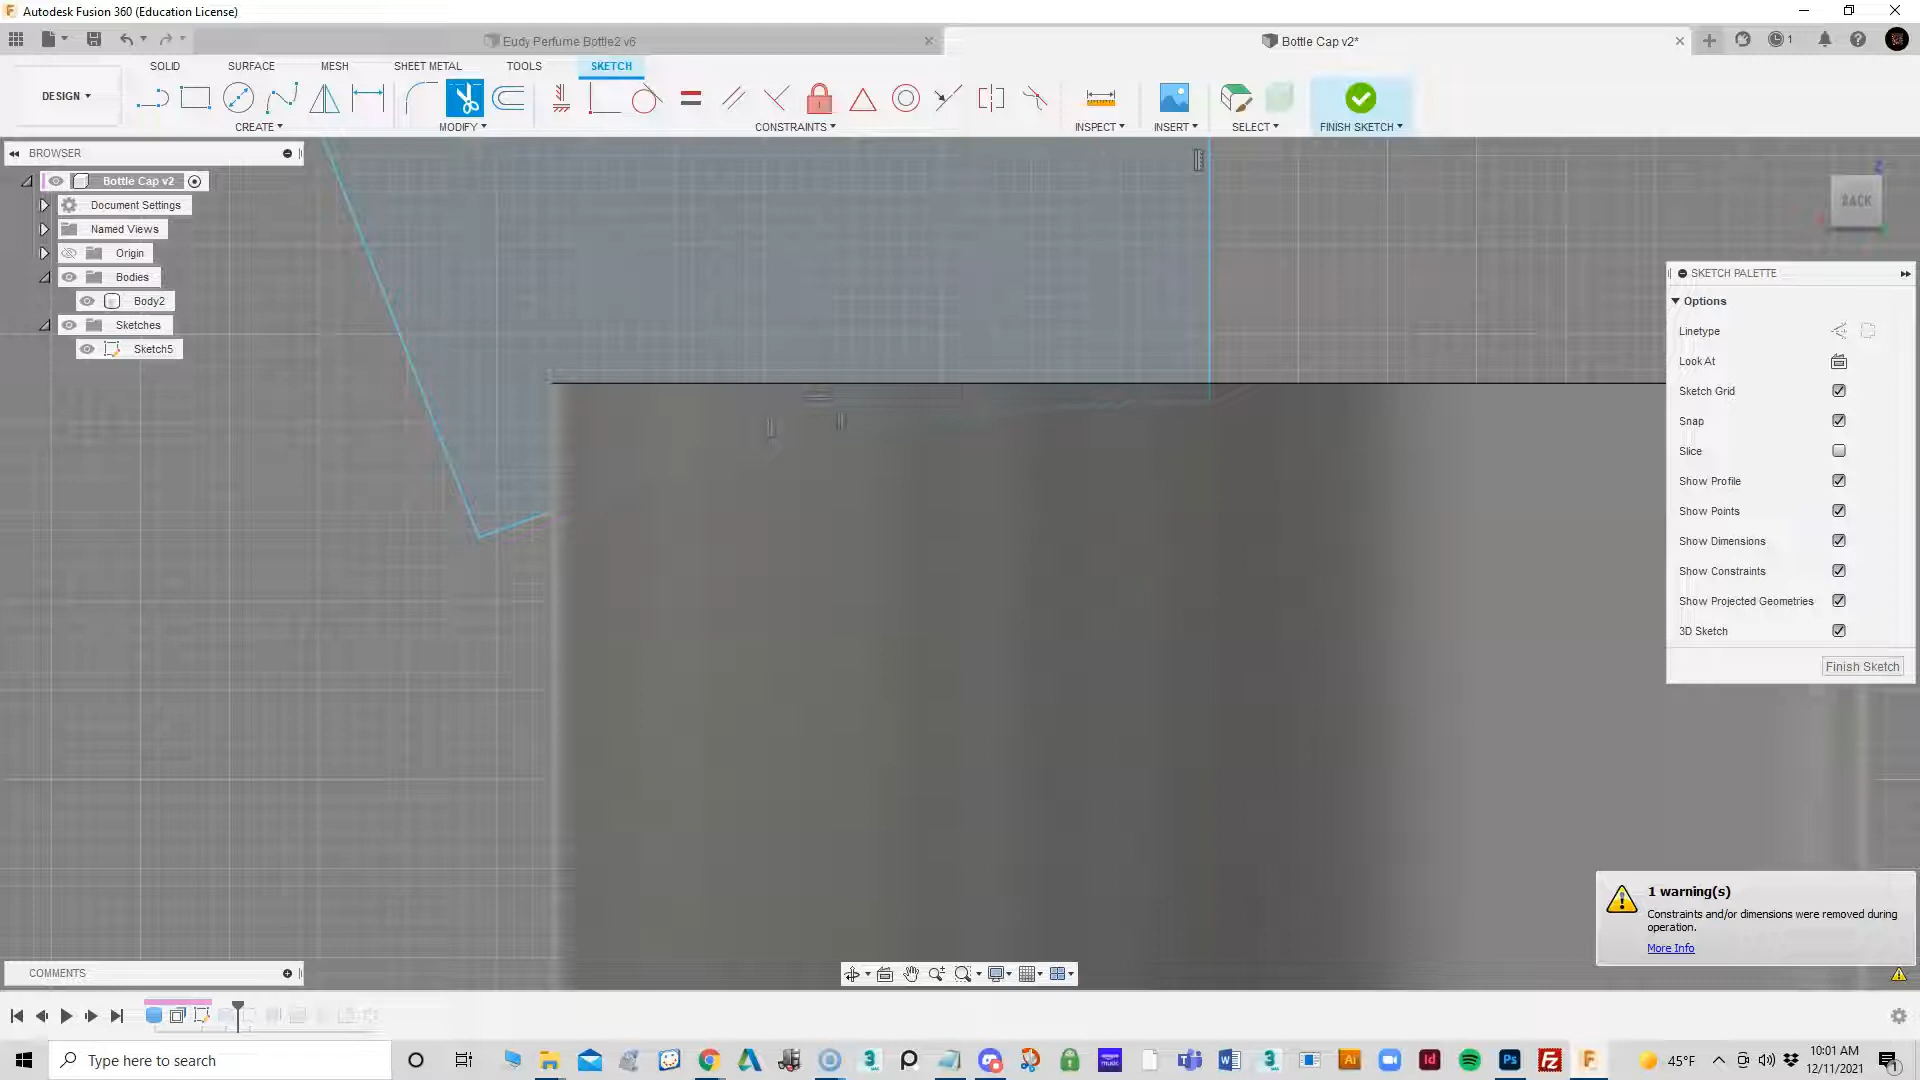 Autodesk Fusion 360 (Education License)
Eudy Perfume Bottle2 v6
Bottle Cap v2*
1
SOLID
SURFACE
MESH
SHEET METAL
TOOLS
SKETCH
DESIGN
CREATE
MODIFY
CONSTRAINTS
INSPECT
INSERT
SELECT
FINISH SKETCH
BROWSER
Bottle Cap v2
Document Settings
Named Views
Origin
Bodies
Body2
Sketches
Sketch5
BACK
Z
SKETCH PALETTE
Options
Linetype
Look At
Sketch Grid
Snap
Slice
Show Profile
Show Points
Show Dimensions
Show Constraints
Show Projected Geometries
3D Sketch
Finish Sketch
1 warning(s)
Constraints and/or dimensions were removed during
operation.
More Info
COMMENTS
Type here to search
45°F
10:01 AM
12/11/2021